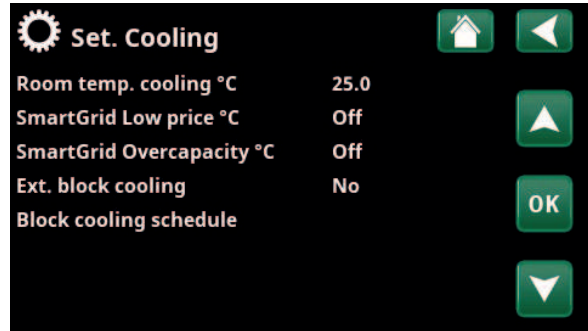 Set. Cooling
Room temp. cooling °C 25.0
SmartGrid Low price °C Off
SmartGrid Overcapacity °C Off
Ext. block cooling No
OK
Block cooling schedule